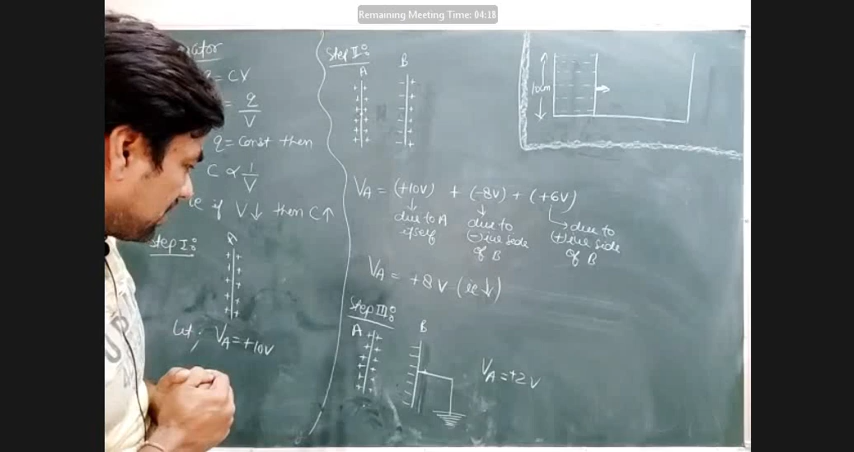 Remaining Meeting Time: 04:18
q = CV
= q/V
q = Const then
C ∝ 1/V
if V↓ then C↑
Step I:
A
Let, VA = +10V
Step II:
A B
VA = (+10V) + (-8V) + (+6V)
due to A itself
due to (-)ive side of B
due to (+)ive side of B
VA = +8V (ie ↓)
Step III:
A B
VA = +2V
10cm